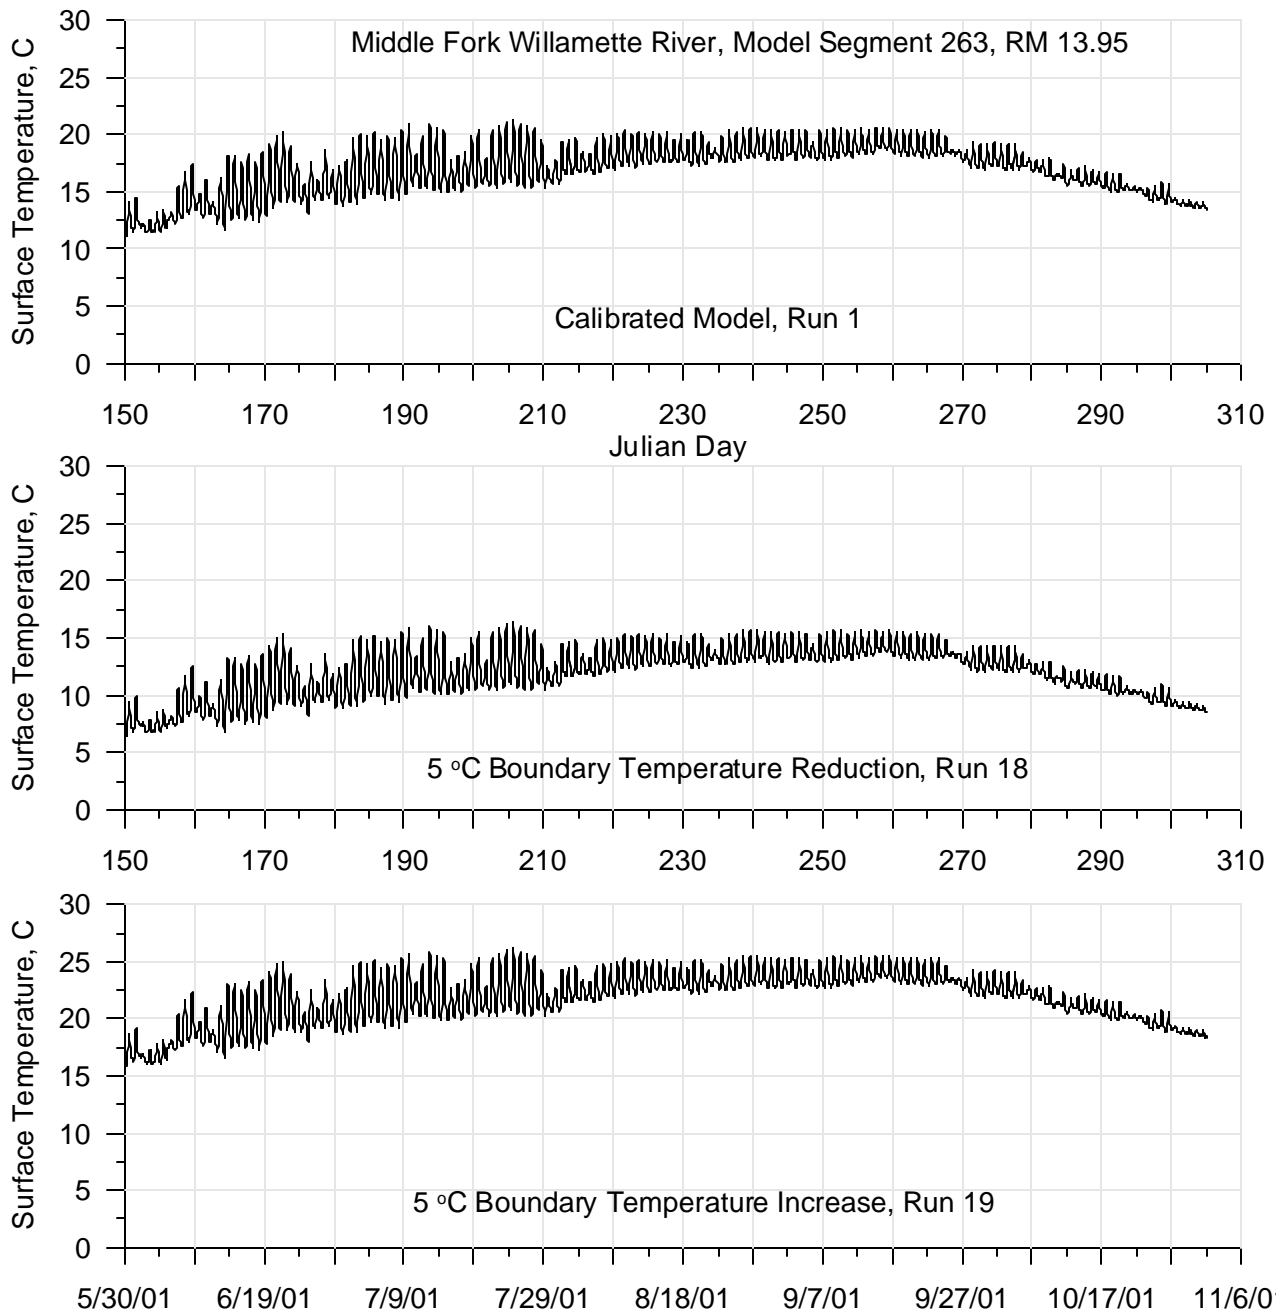 30
Middle Fork Willamette River, Model Segment 263, RM 13.95
25
20
15
10
5
0
Surface Temperature, C
Calibrated Model, Run 1
150 170 190 210 230 250 270 290 310
Julian Day
30
25
20
15
10
5
0
Surface Temperature, C
5 °C Boundary Temperature Reduction, Run 18
150 170 190 210 230 250 270 290 310
30
25
20
15
10
5
0
Surface Temperature, C
5 °C Boundary Temperature Increase, Run 19
5/30/01 6/19/01 7/9/01 7/29/01 8/18/01 9/7/01 9/27/01 10/17/01 11/6/0